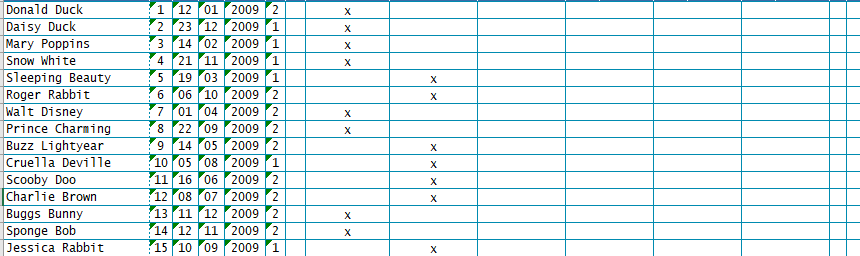 Donald Duck 1 12 01 2009 2 x
Daisy Duck 2 23 12 2009 1 x
Mary Poppins 3 14 02 2009 1 x
Snow White 4 21 11 2009 1 x
Sleeping Beauty 5 19 03 2009 1 x
Roger Rabbit 6 06 10 2009 2 x
Walt Disney 7 01 04 2009 2 x
Prince Charming 8 22 09 2009 2 x
Buzz Lightyear 9 14 05 2009 2 x
Cruella Deville 10 05 08 2009 1 x
Scooby Doo 11 16 06 2009 2 x
Charlie Brown 12 08 07 2009 2 x
Buggs Bunny 13 11 12 2009 2 x
Sponge Bob 14 12 11 2009 2 x
Jessica Rabbit 15 10 09 2009 1 x